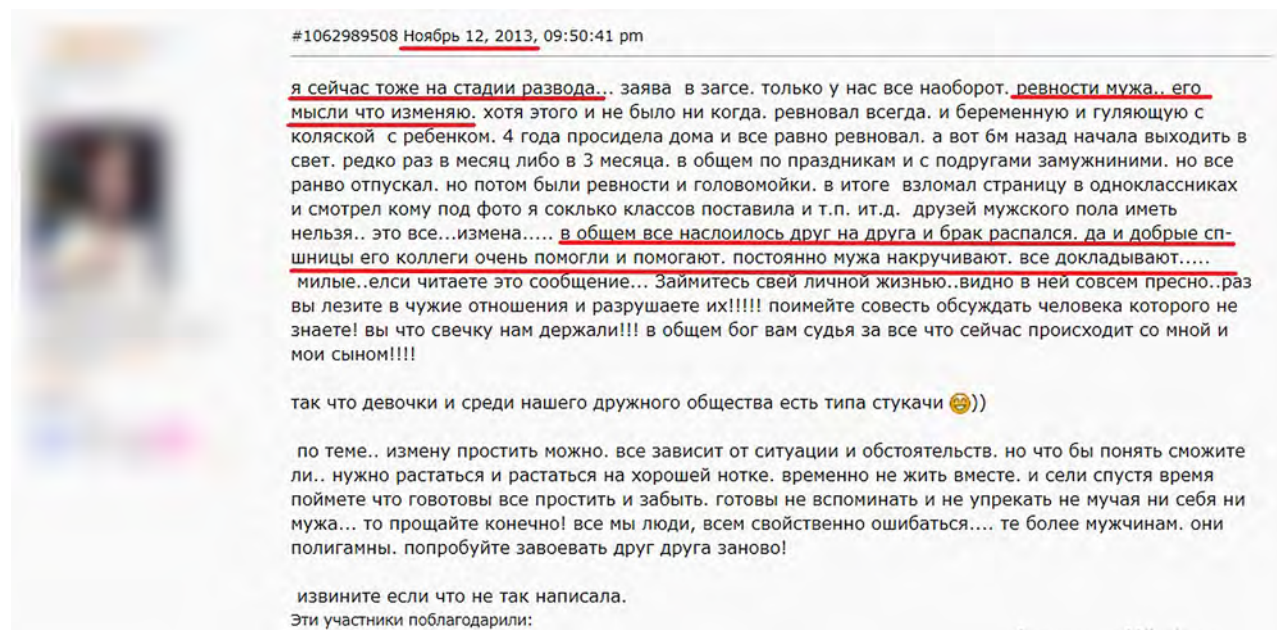 #1062989508 Ноябрь 12, 2013, 09:50:41 pm
я сейчас тоже на стадии развода... заява в загсе. только у нас все наоборот. ревности мужа.. его
мысли что изменяю. хотя этого и не было ни когда. ревновал всегда. и беременную и гуляющую с
коляской с ребенком. 4 года просидела дома и все равно ревновал. а вот 6м назад начала выходить в
свет. редко раз в месяц либо в 3 месяца. в общем по праздникам и с подругами замужниними. но все
ранво отпускал. но потом были ревности и головомойки. в итоге взломал страницу в одноклассниках
и смотрел кому под фото я соклько классов поставила и т.п. ит.д. друзей мужского пола иметь
нельзя.. это все...измена..... в общем все наслоилось друг на друга и брак распался. да и добрые сп-
шницы его коллеги очень помогли и помогают. постоянно мужа накручивают. все докладывают.....
милые..елси читаете это сообщение... Займитесь свей личной жизнью..видно в ней совсем пресно..раз
вы лезите в чужие отношения и разрушаете их!!!!! поимейте совесть обсуждать человека которого не
знаете! вы что свечку нам держали!!! в общем бог вам судья за все что сейчас происходит со мной и
мои сыном!!!!
так что девочки и среди нашего дружного общества есть типа стукачи 😁))
по теме.. измену простить можно. все зависит от ситуации и обстоятельств. но что бы понять сможите
ли.. нужно растаться и растаться на хорошей нотке. временно не жить вместе. и сели спустя время
поймете что говотовы все простить и забыть. готовы не вспоминать и не упрекать не мучая ни себя ни
мужа... то прощайте конечно! все мы люди, всем свойственно ошибаться.... те более мужчинам. они
полигамны. попробуйте завоевать друг друга заново!
извините если что не так написала.
Эти участники поблагодарили: